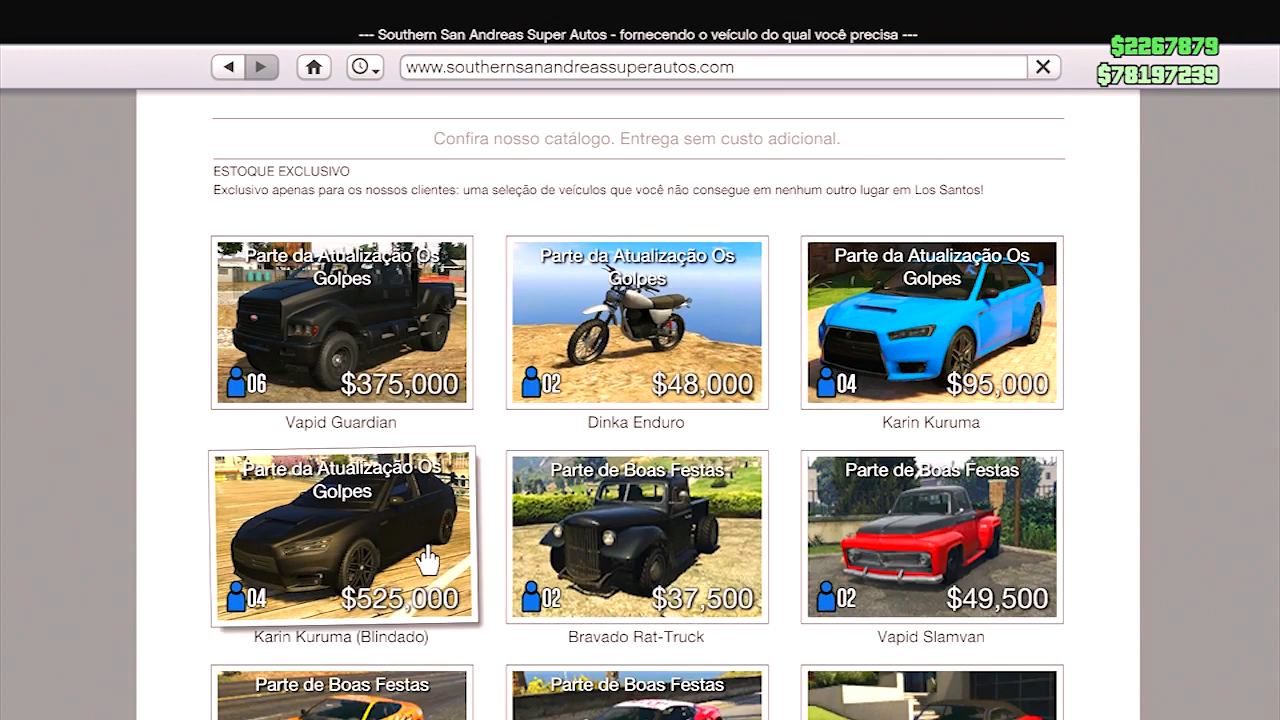 --- Southern San Andreas Super Autos - fornecendo o veículo do qual você precisa ---
$2267879
www.southernsanandreassuperautos.com
$78197239
Confira nosso catálogo. Entrega sem custo adicional.
ESTOQUE EXCLUSIVO
Exclusivo apenas para os nossos clientes: uma seleção de veículos que você não consegue em nenhum outro lugar em Los Santos!
Parte da Atualização Os
Golpes
06 $375,000
Vapid Guardian
Parte da Atualização Os
Golpes
02 $48,000
Dinka Enduro
Parte da Atualização Os
Golpes
04 $95,000
Karin Kuruma
Parte da Atualização Os
Golpes
04 $525,000
Karin Kuruma (Blindado)
Parte de Boas Festas
02 $37,500
Bravado Rat-Truck
Parte de Boas Festas
02 $49,500
Vapid Slamvan
Parte de Boas Festas
Parte de Boas Festas